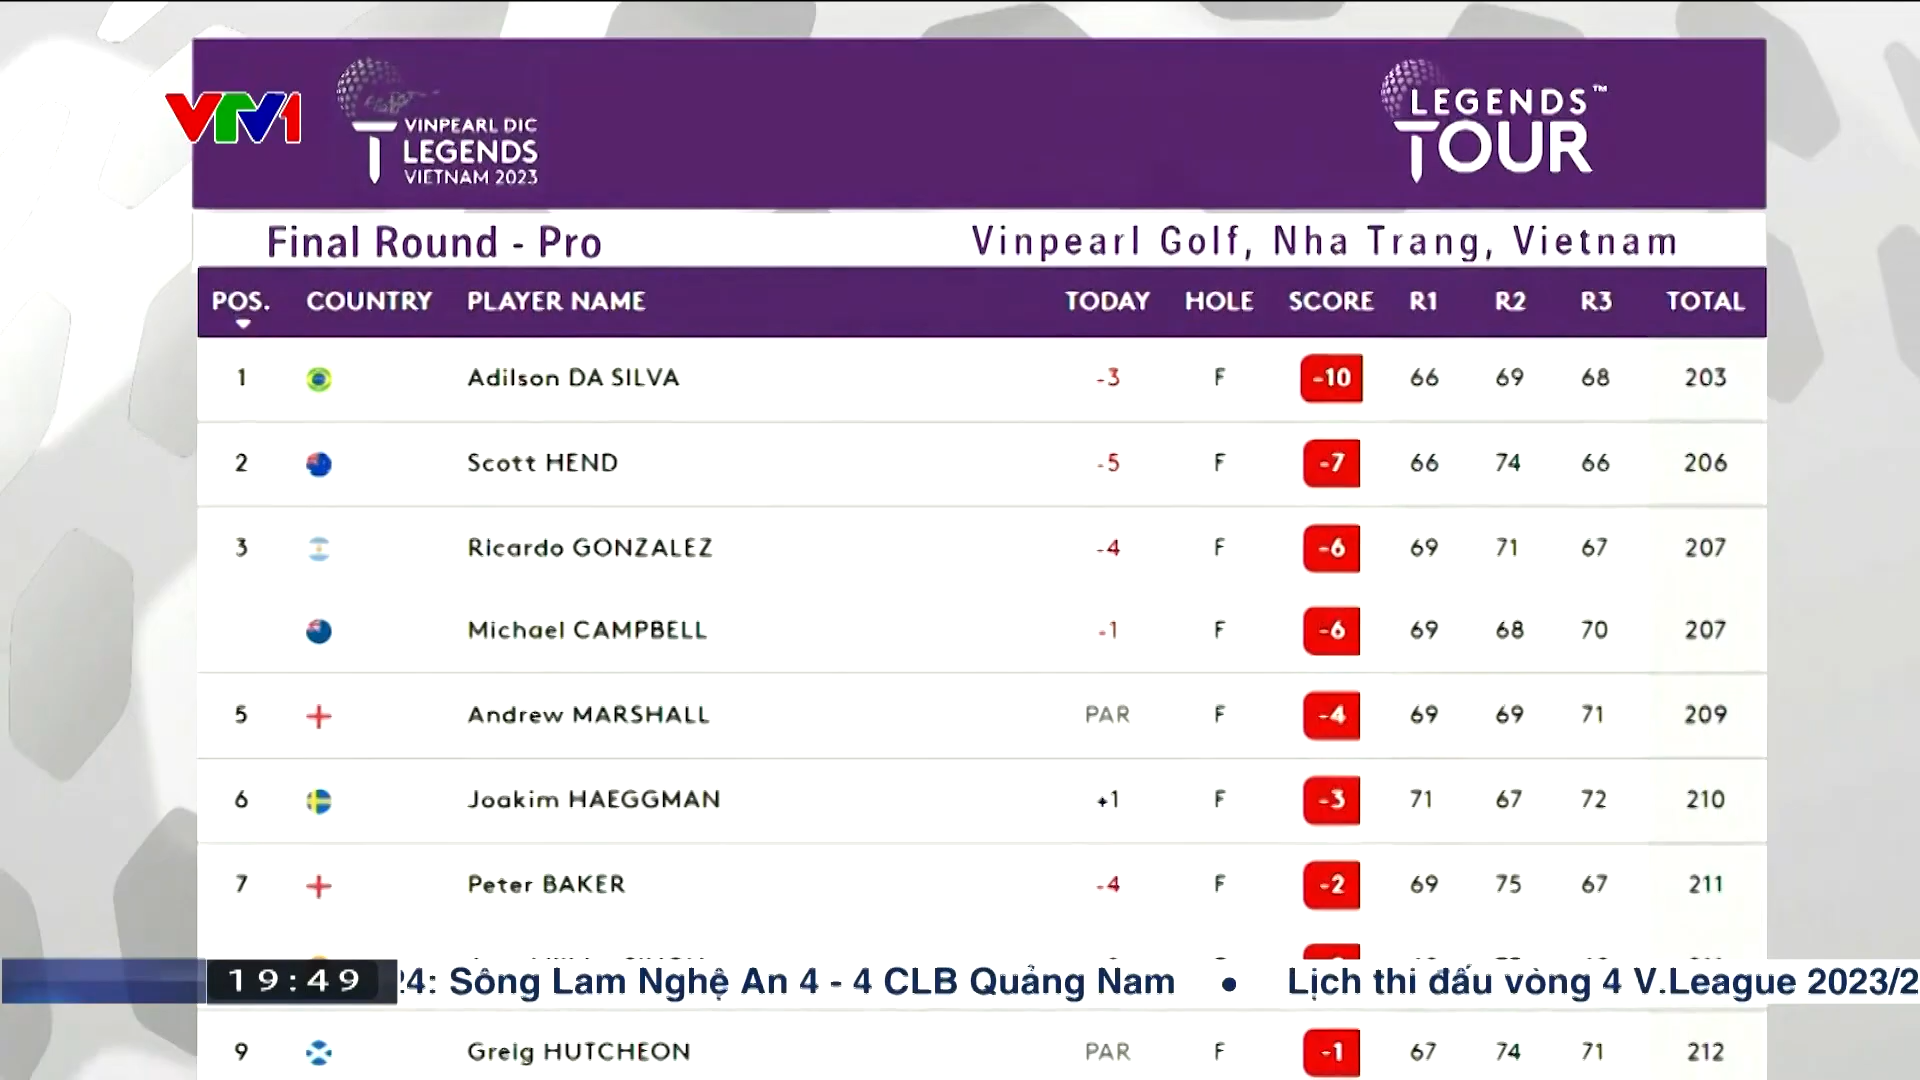 VTV1
VINPEARL DIC
LEGENDS
VIETNAM 2023
LEGENDS™
TOUR
Final Round - Pro
Vinpearl Golf, Nha Trang, Vietnam
POS. COUNTRY PLAYER NAME TODAY HOLE SCORE R1 R2 R3 TOTAL
1 Adilson DA SILVA -3 F -10 66 69 68 203
2 Scott HEND -5 F -7 66 74 66 206
3 Ricardo GONZALEZ -4 F -6 69 71 67 207
Michael CAMPBELL -1 F -6 69 68 70 207
5 Andrew MARSHALL PAR F -4 69 69 71 209
6 Joakim HAEGGMAN +1 F -3 71 67 72 210
7 Peter BAKER -4 F -2 69 75 67 211
19:49 24: Sông Lam Nghệ An 4 - 4 CLB Quảng Nam • Lịch thi đấu vòng 4 V.League 2023/2
9 Greig HUTCHEON PAR F -1 67 74 71 212